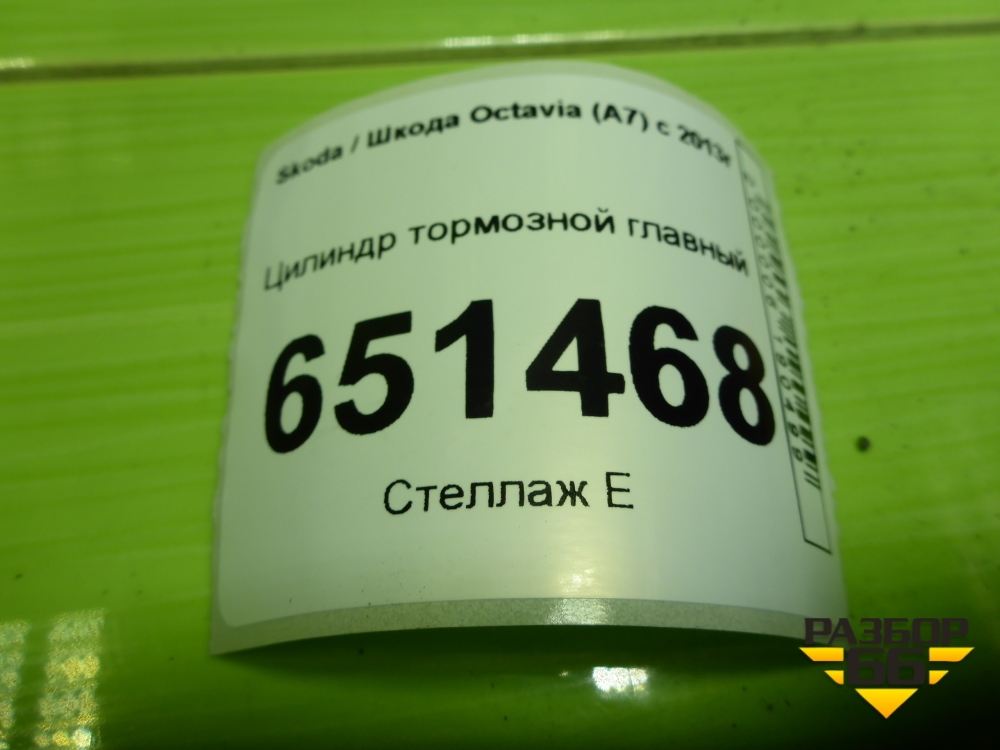 Skoda / Шкода Octavia (A7) с 2013г
Цилиндр тормозной главный
651468
Стеллаж Е
РАЗБОР
66